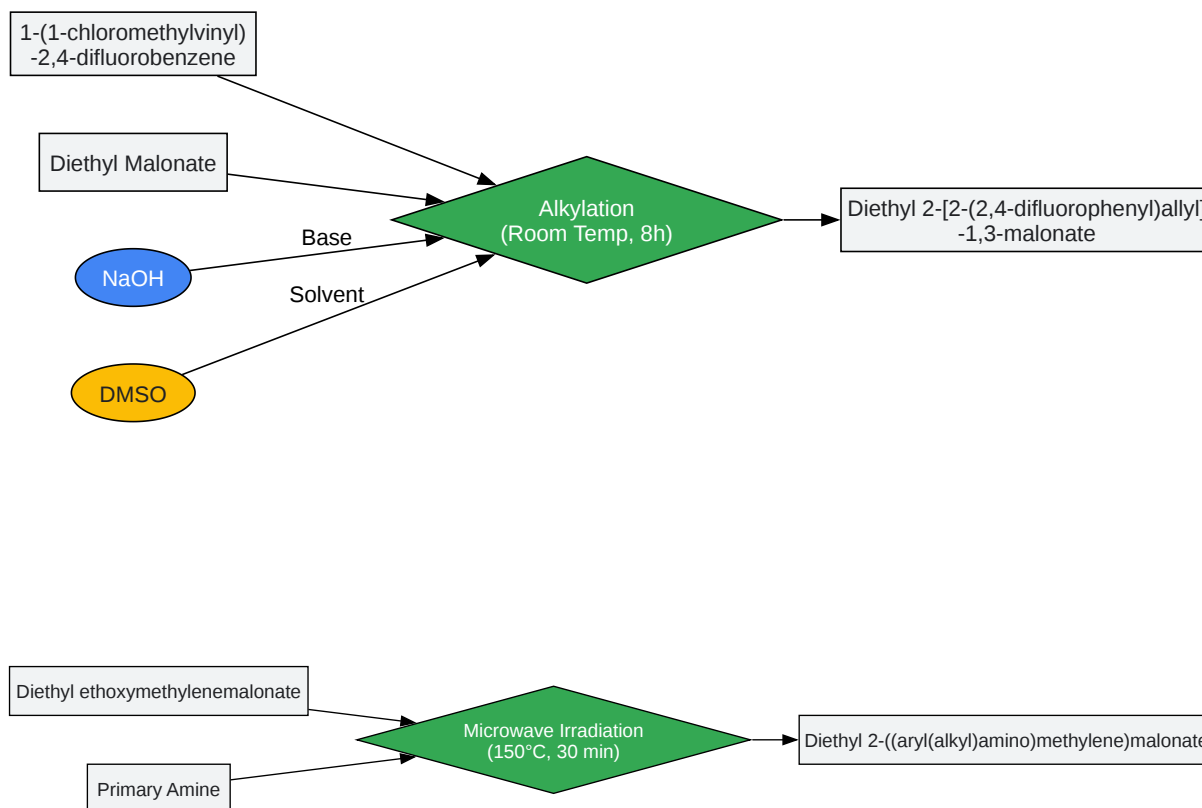 1-(1-chloromethylvinyl)
-2,4-difluorobenzene
Diethyl Malonate
Base
NaOH
Solvent
DMSO
Alkylation
(Room Temp, 8h)
Diethyl 2-[2-(2,4-difluorophenyl)allyl]
-1,3-malonate
Diethyl ethoxymethylenemalonate
Primary Amine
Microwave Irradiation
(150°C, 30 min)
Diethyl 2-((aryl(alkyl)amino)methylene)malonate